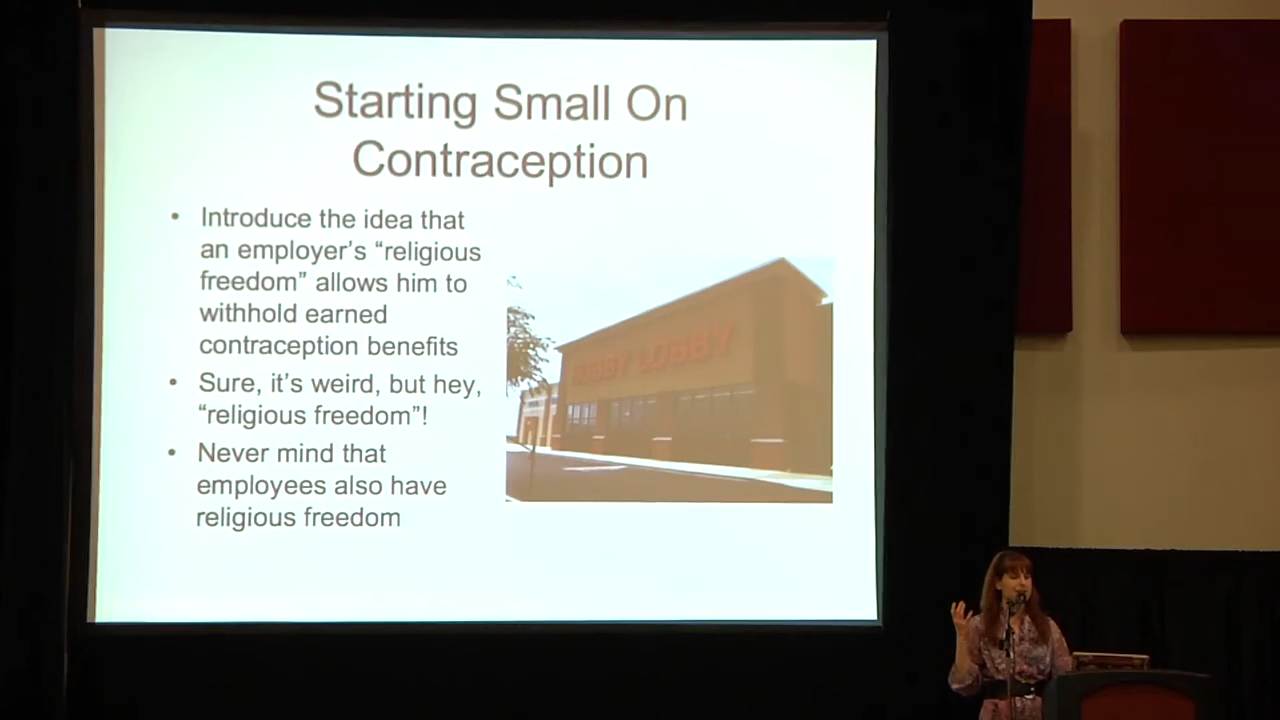 Starting Small On
Contraception
• Introduce the idea that
an employer's “religious
freedom” allows him to
withhold earned
contraception benefits
• Sure, it's weird, but hey,
“religious freedom”!
• Never mind that
employees also have
religious freedom
HOBBY LOBBY